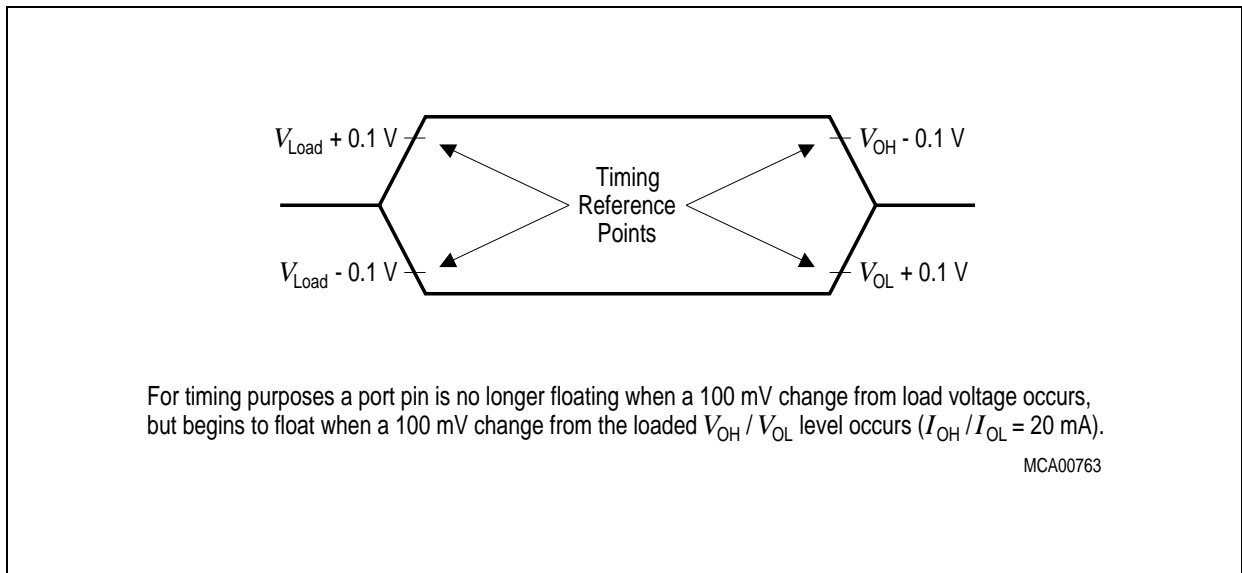 V_Load + 0.1 V
V_OH - 0.1 V
Timing
Reference
Points
V_Load - 0.1 V
V_OL + 0.1 V
For timing purposes a port pin is no longer floating when a 100 mV change from load voltage occurs,
but begins to float when a 100 mV change from the loaded V_OH / V_OL level occurs (I_OH / I_OL = 20 mA).
MCA00763